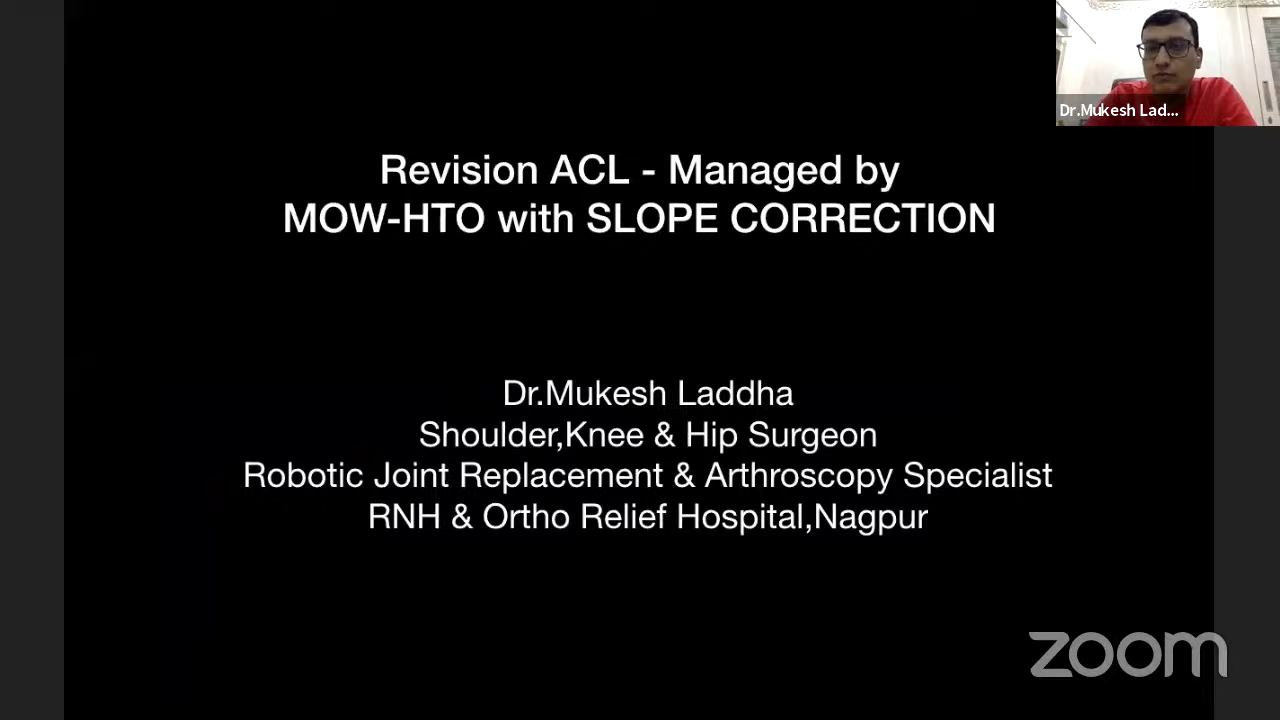 Dr.Mukesh Lad...
Revision ACL - Managed by
MOW-HTO with SLOPE CORRECTION
Dr.Mukesh Laddha
Shoulder,Knee & Hip Surgeon
Robotic Joint Replacement & Arthroscopy Specialist
RNH & Ortho Relief Hospital,Nagpur
zoom